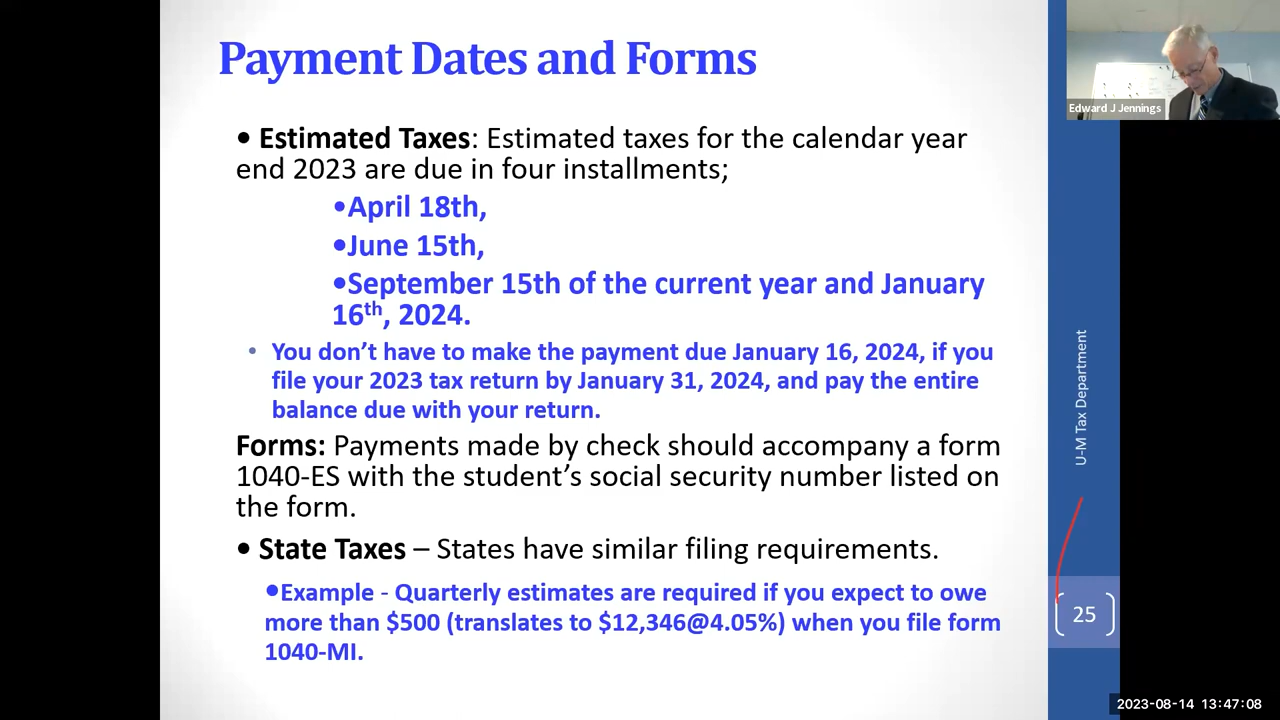 Payment Dates and Forms
Edward J Jennings
• Estimated Taxes: Estimated taxes for the calendar year
end 2023 are due in four installments;
•April 18th,
•June 15th,
•September 15th of the current year and January
16th, 2024.
• You don’t have to make the payment due January 16, 2024, if you
file your 2023 tax return by January 31, 2024, and pay the entire
balance due with your return.
Forms: Payments made by check should accompany a form
1040-ES with the student’s social security number listed on
the form.
• State Taxes – States have similar filing requirements.
•Example - Quarterly estimates are required if you expect to owe
more than $500 (translates to $12,346@4.05%) when you file form
1040-MI.
U-M Tax Department
25
2023-08-14 13:47:08